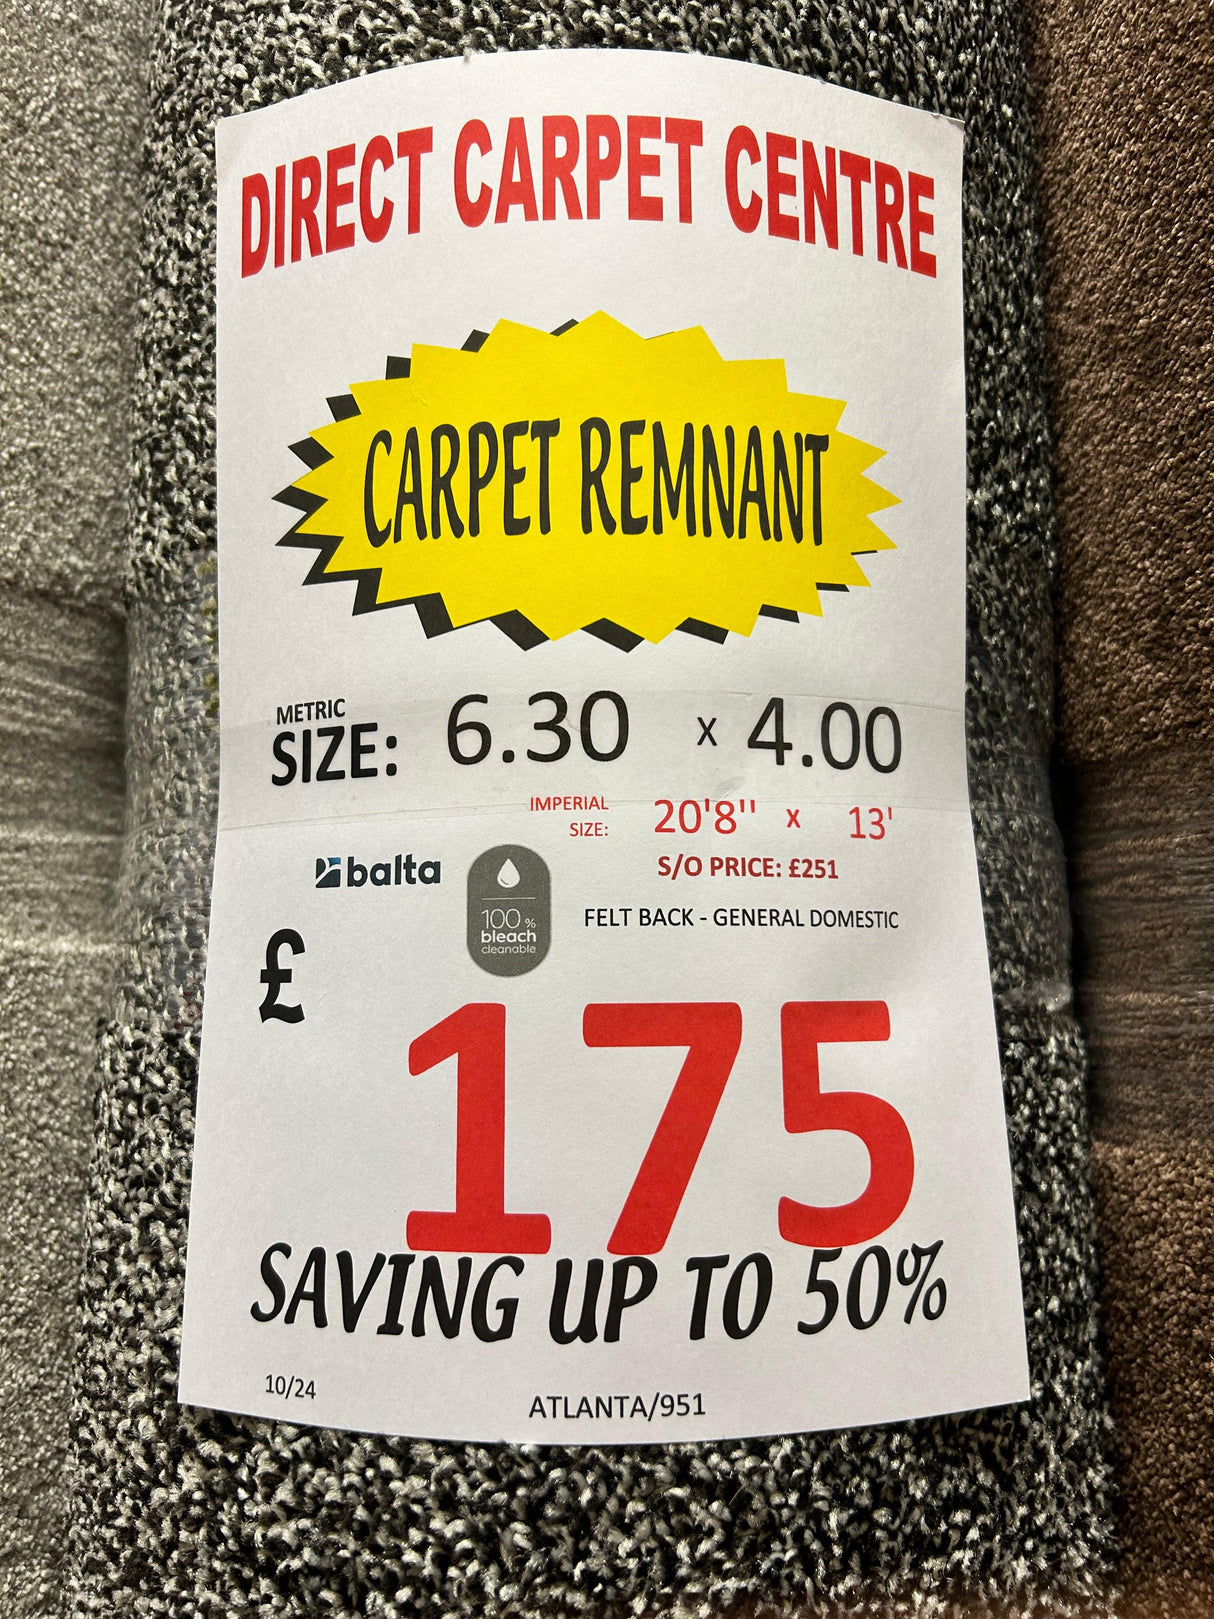 DIRECT CARPET CENTRE
CARPET REMNANT
METRIC
SIZE: 6.30 x 4.00
IMPERIAL
SIZE: 20'8'' x 13'
S/O PRICE: £251
balta
100 %
bleach
cleanable
FELT BACK - GENERAL DOMESTIC
£
175
SAVING UP TO 50%
10/24
ATLANTA/951